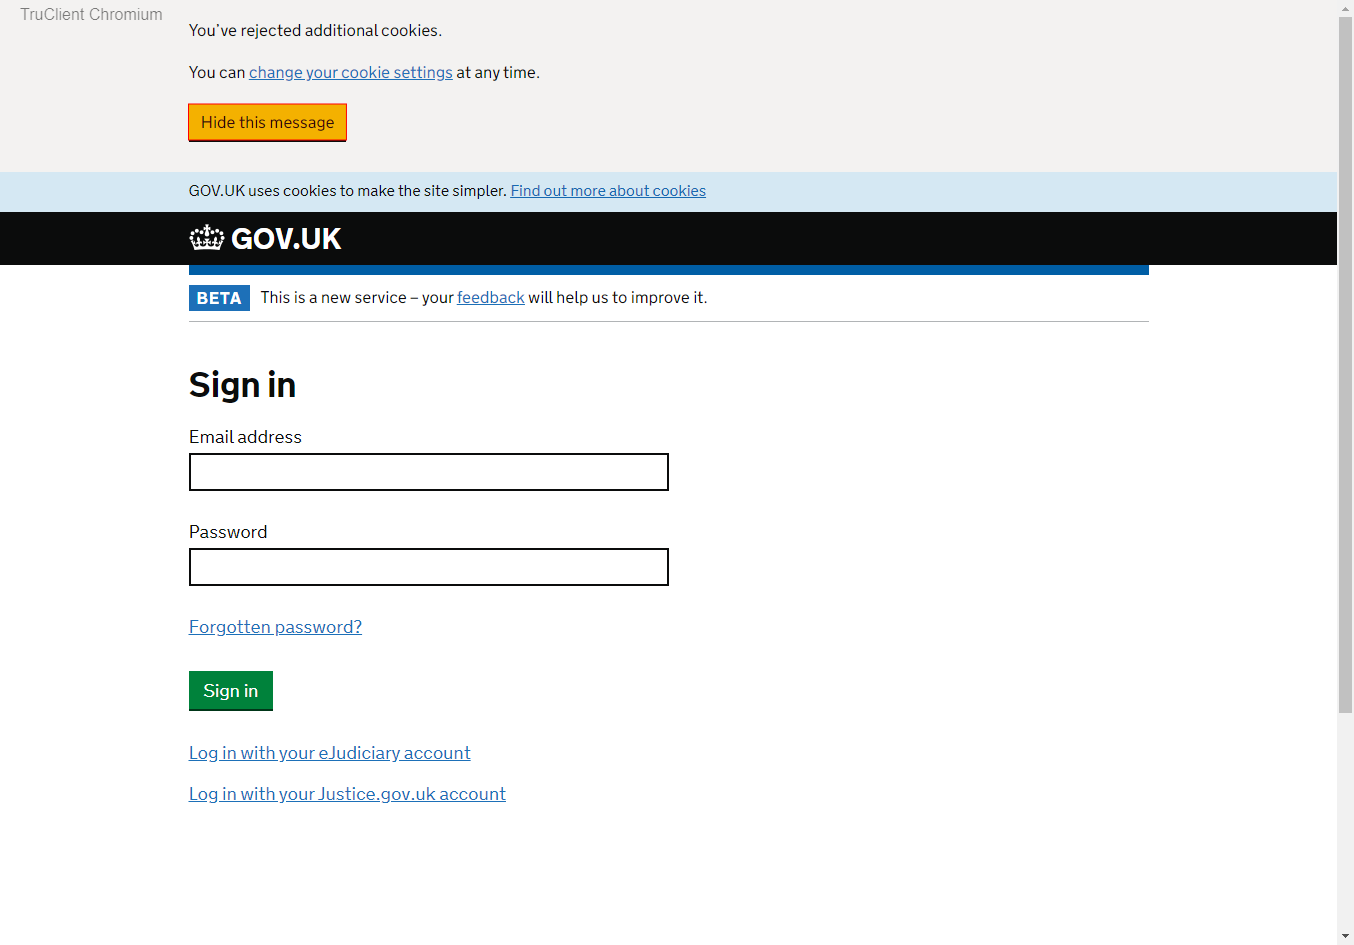 TruClient Chromium
You've rejected additional cookies.
You can change your cookie settings at any time.
Hide this message
GOV.UK uses cookies to make the site simpler. Find out more about cookies
GOV.UK
BETA This is a new service – your feedback will help us to improve it.
Sign in
Email address
Password
Forgotten password?
Sign in
Log in with your eJudiciary account
Log in with your Justice.gov.uk account